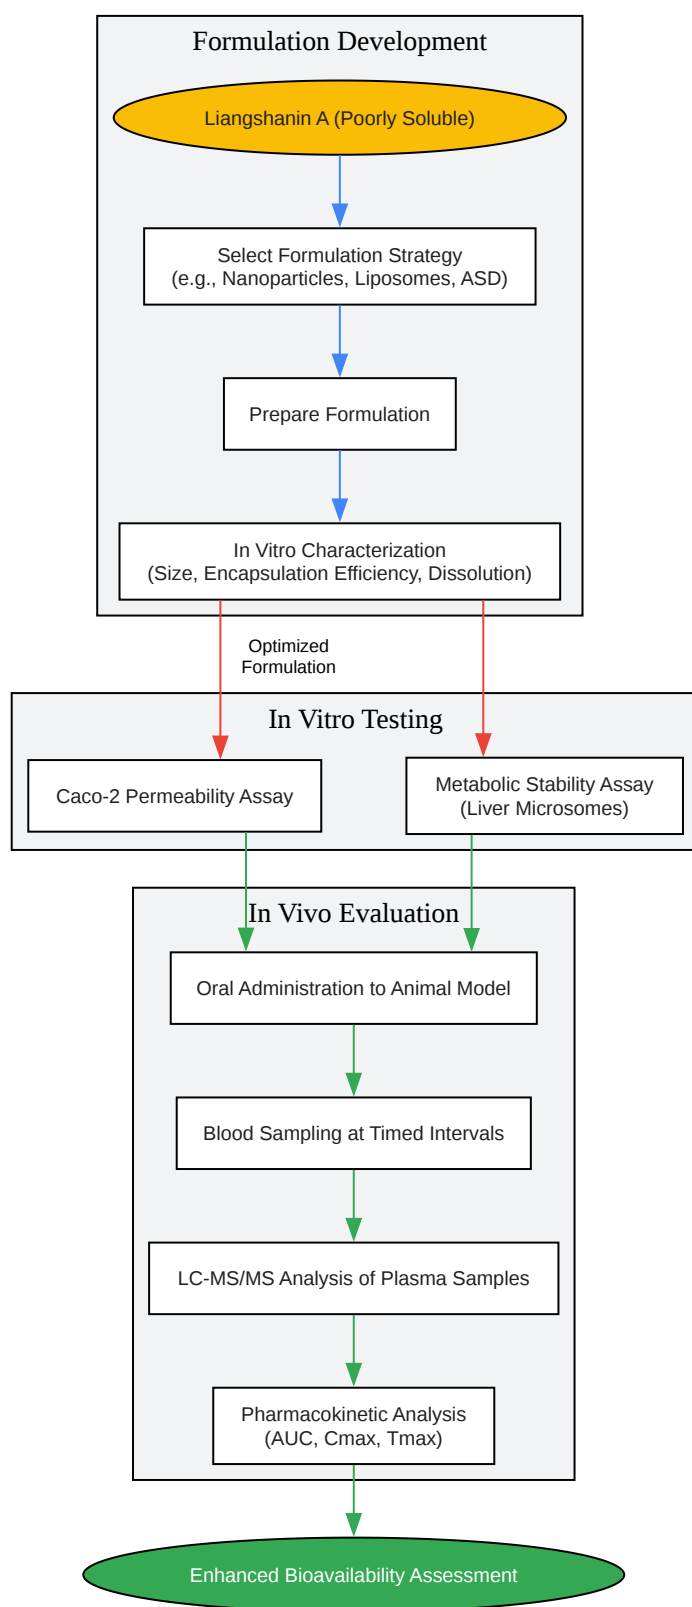 Formulation Development
Liangshanin A (Poorly Soluble)
Select Formulation Strategy
(e.g., Nanoparticles, Liposomes, ASD)
Prepare Formulation
In Vitro Characterization
(Size, Encapsulation Efficiency, Dissolution)
Optimized
Formulation
In Vitro Testing
Caco-2 Permeability Assay
Metabolic Stability Assay
(Liver Microsomes)
In Vivo Evaluation
Oral Administration to Animal Model
Blood Sampling at Timed Intervals
LC-MS/MS Analysis of Plasma Samples
Pharmacokinetic Analysis
(AUC, Cmax, Tmax)
Enhanced Bioavailability Assessment